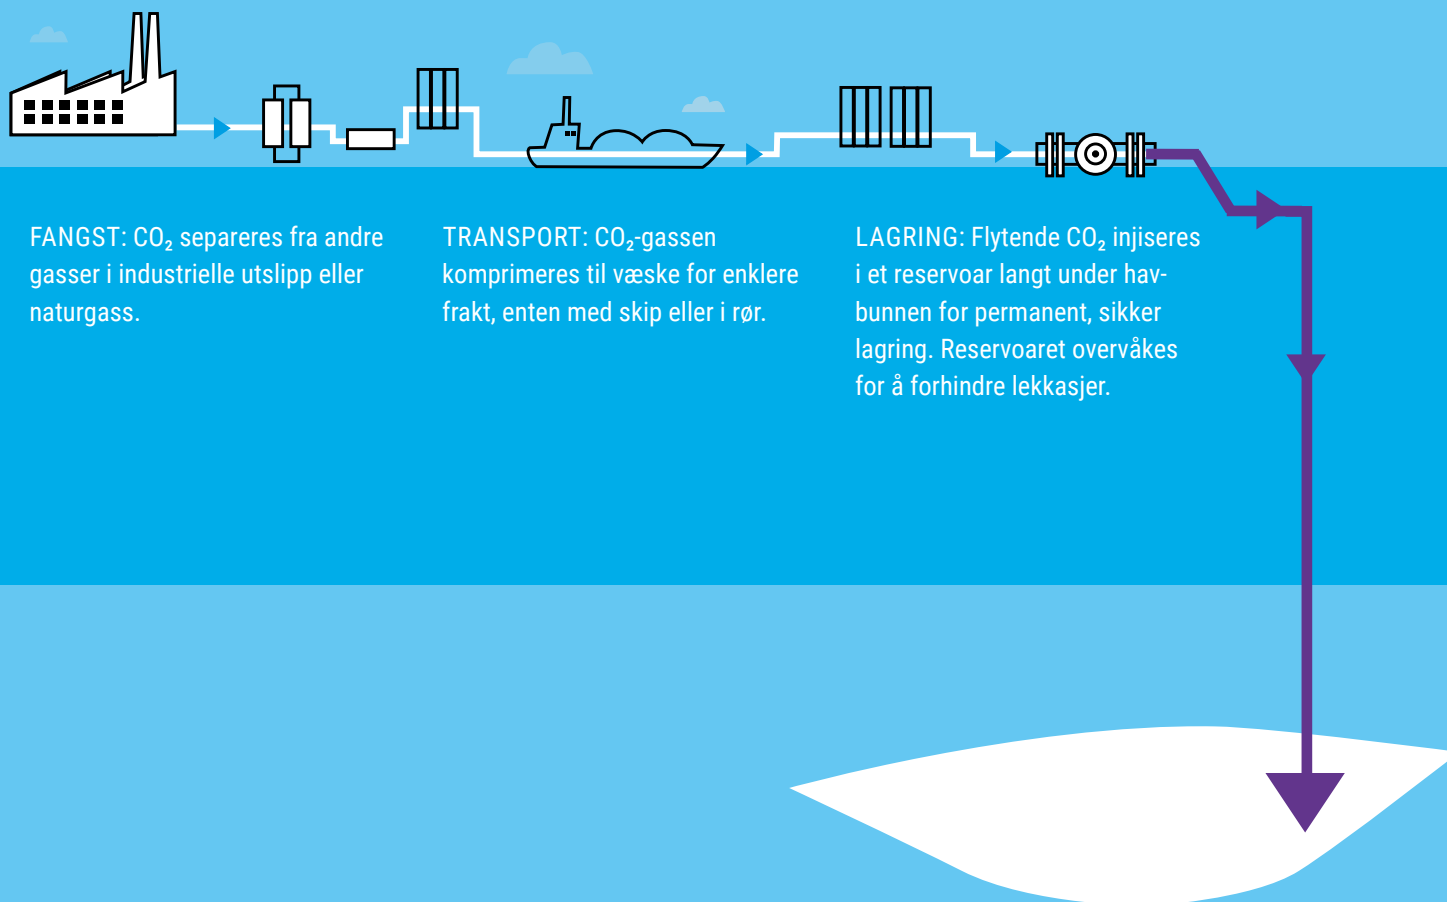 FANGST: CO₂ separeres fra andre
gasser i industrielle utslipp eller
naturgass.
TRANSPORT: CO₂-gassen
komprimeres til væske for enklere
frakt, enten med skip eller i rør.
LAGRING: Flytende CO₂ injiseres
i et reservoar langt under hav-
bunnen for permanent, sikker
lagring. Reservoaret overvåkes
for å forhindre lekkasjer.